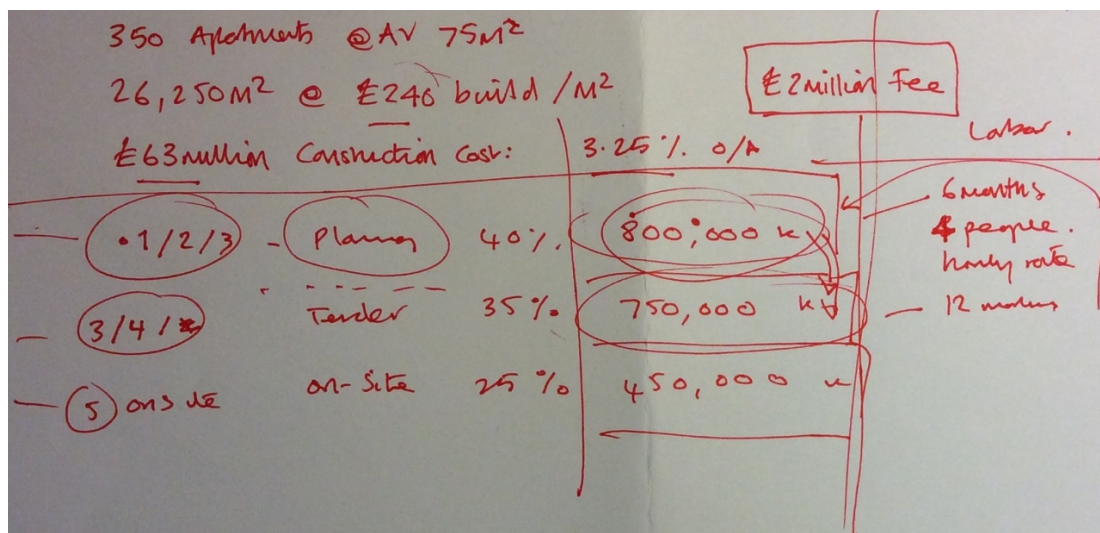 350 Apartments @ AV 75M²
26,250M² @ £240 build /M²
£2million Fee
£63million Construction Cost: 3.25% O/A
Labor.
• 1/2/3 - Planning 40% 800,000 K
6 months
4 people.
hourly rate
3/4/ Tender 35% 750,000 K
12 months
5 onsite on-site 25% 450,000 K